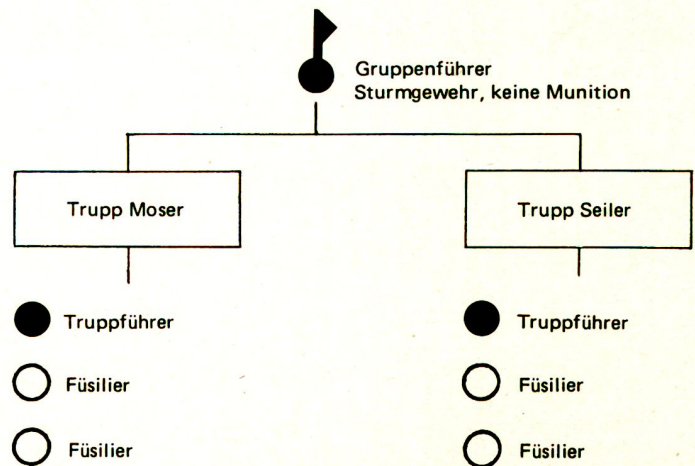 Gruppenführer
Sturmgewehr, keine Munition
Trupp Moser
Trupp Seiler
Truppführer
Füsilier
Füsilier
Truppführer
Füsilier
Füsilier